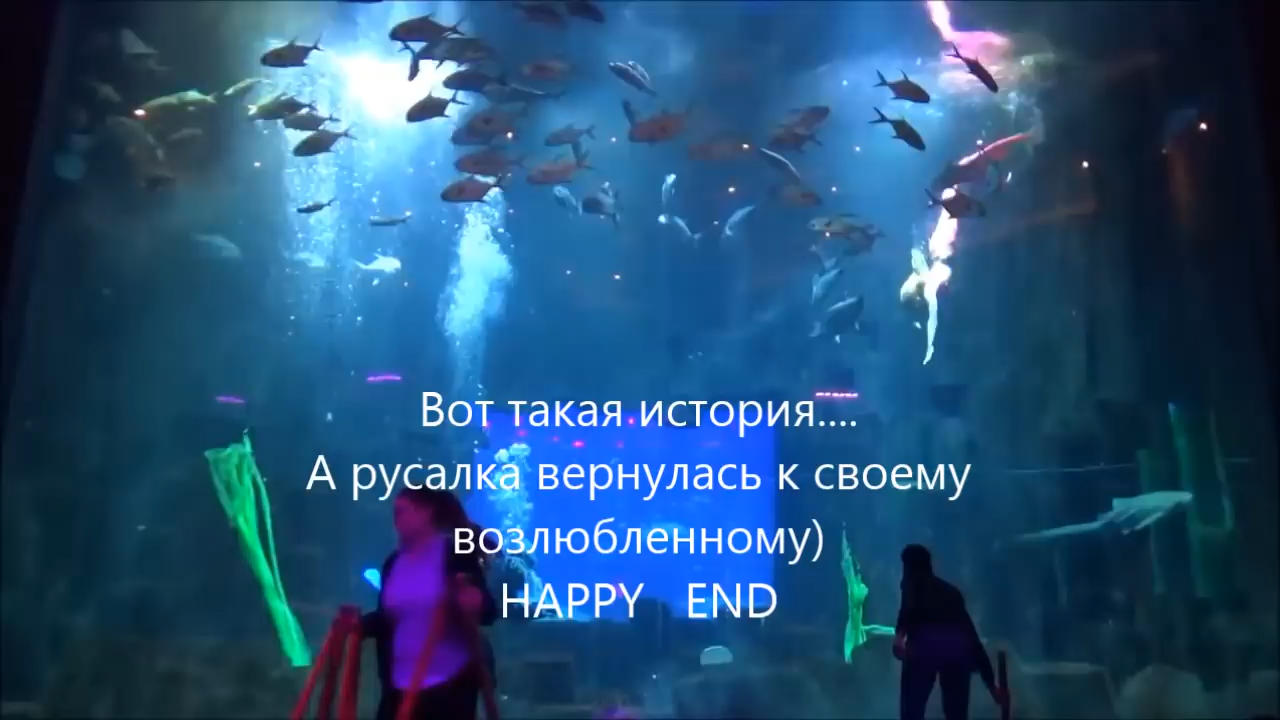 Вот такая история....
А русалка вернулась к своему
возлюбленному)
HAPPY END